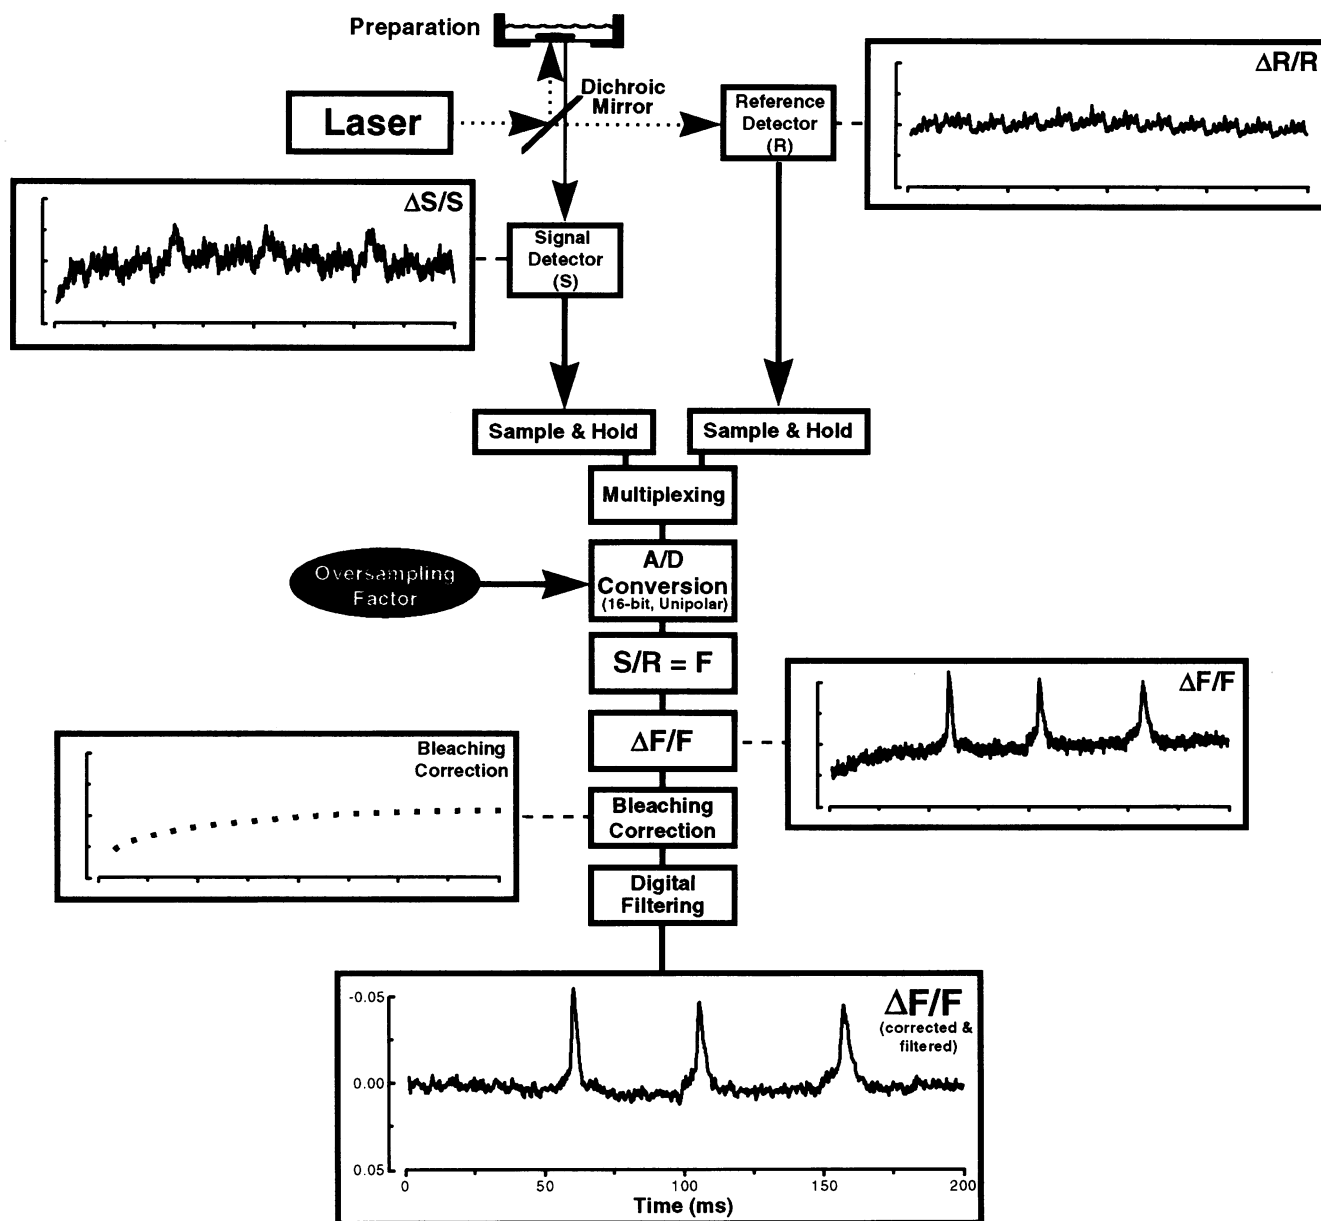 Preparation
Dichroic
Mirror
Laser
Reference
Detector
(R)
ΔR/R
ΔS/S
Signal
Detector
(S)
Sample & Hold
Sample & Hold
Multiplexing
Oversampling
Factor
A/D
Conversion
(16-bit, Unipolar)
S/R = F
ΔF/F
ΔF/F
Bleaching
Correction
Bleaching
Correction
Digital
Filtering
ΔF/F
(corrected &
filtered)
-0.05
0.00
0.05
0 50 100 150 200
Time (ms)